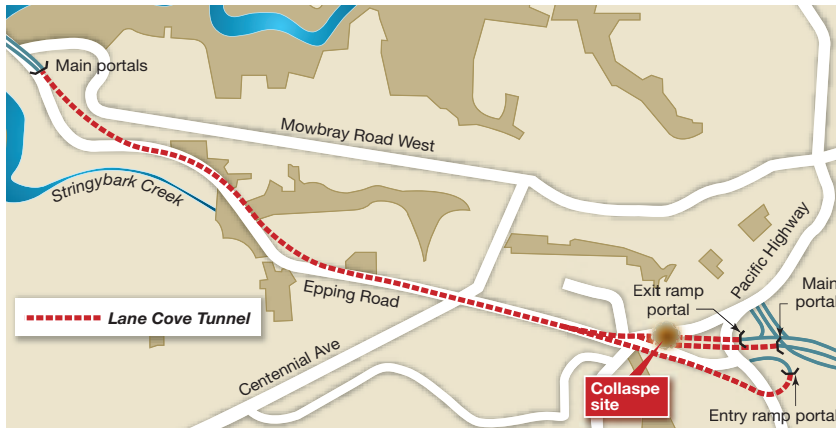 Main portals
Mowbray Road West
Stringybark Creek
Pacific Highway
Exit ramp
portal
Main
portal
Epping Road
Lane Cove Tunnel
Centennial Ave
Collaspe
site
Entry ramp portal